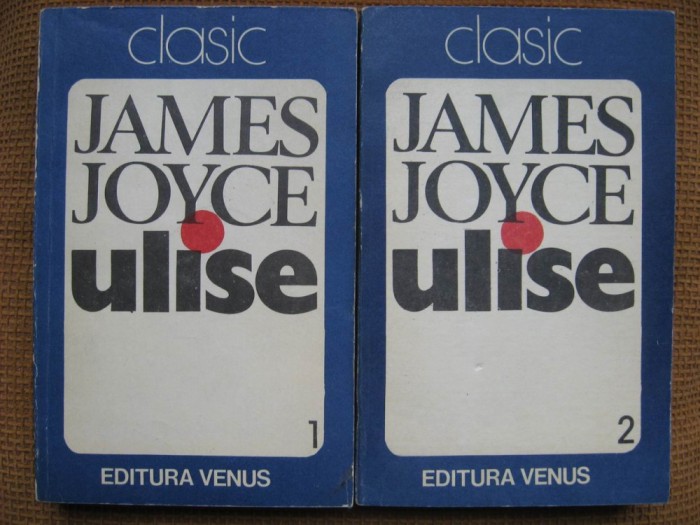 clasic
JAMES
JOYCE
ulise
1
EDITURA VENUS
clasic
JAMES
JOYCE
ulise
2
EDITURA VENUS